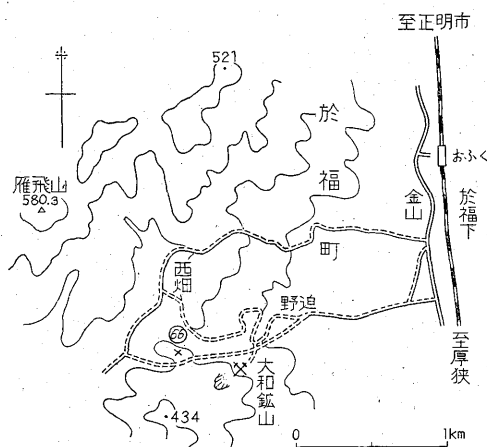 至正明市
521
於福町
おふく
雁飛山
580.3
金山
於福下
西畑
野迫
66
大和鉱山
至厚狭
434
0 1km